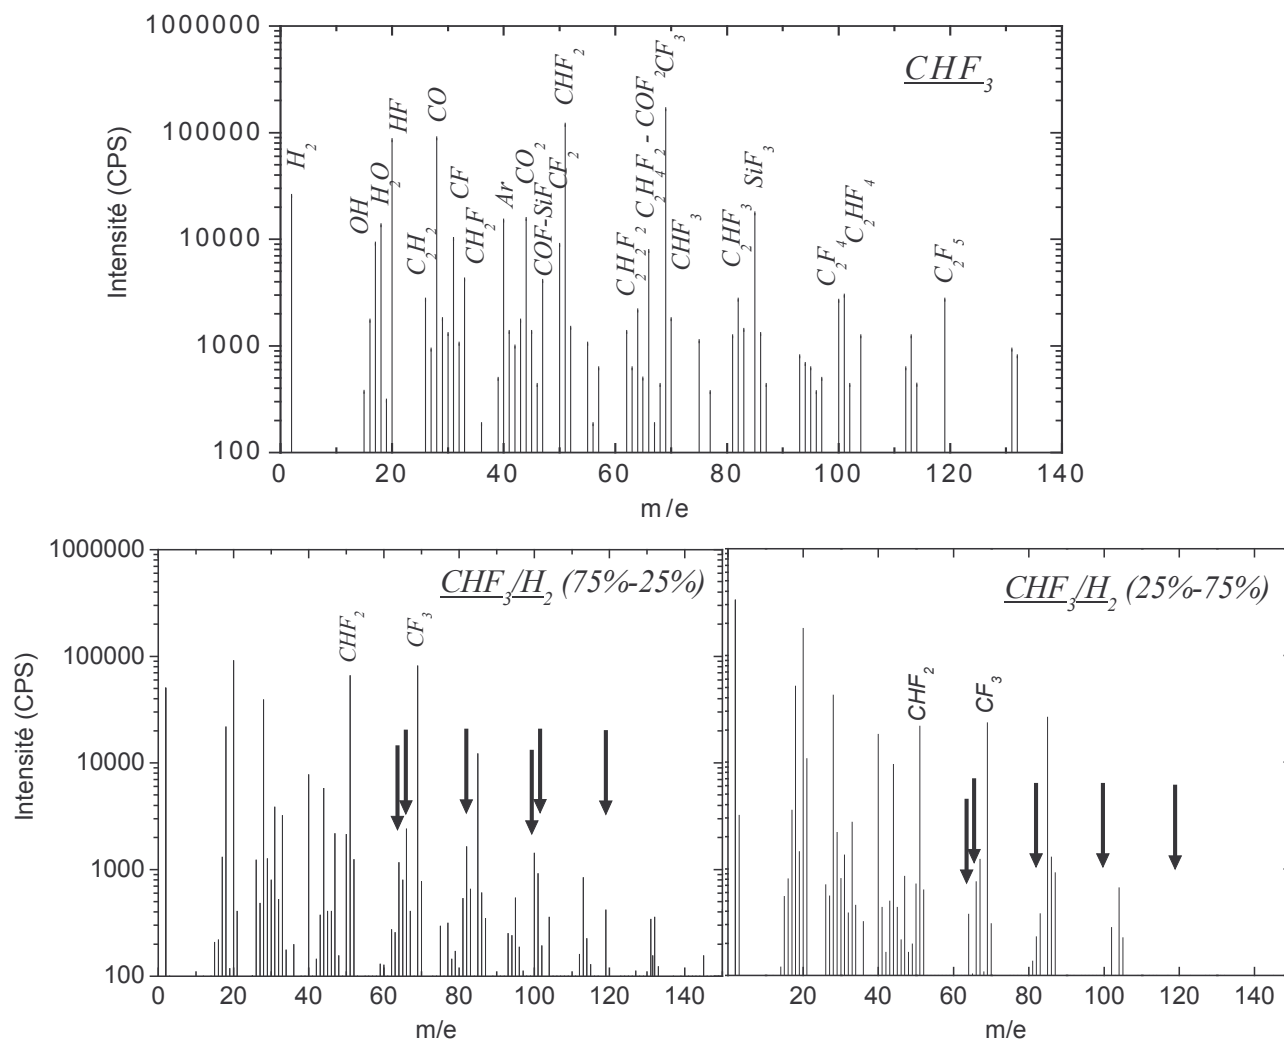 1000000
100000
10000
1000
100
Intensité (CPS)
CHF3
H2
OH
H2O
HF
C2H2
CO
CF
CH2F
Ar
CO2
COF-SiF
CF2
CHF2
C2H2F2
C2HF2 - COF2
C2H4
CF3
CHF3
C2HF3
SiF3
C2F4
C2HF4
C2F5
0 20 40 60 80 100 120 140
m/e
1000000
100000
10000
1000
100
Intensité (CPS)
CHF3/H2 (75%-25%)
CHF2
CF3
0 20 40 60 80 100 120 140
m/e
CHF3/H2 (25%-75%)
CHF2
CF3
20 40 60 80 100 120 140
m/e